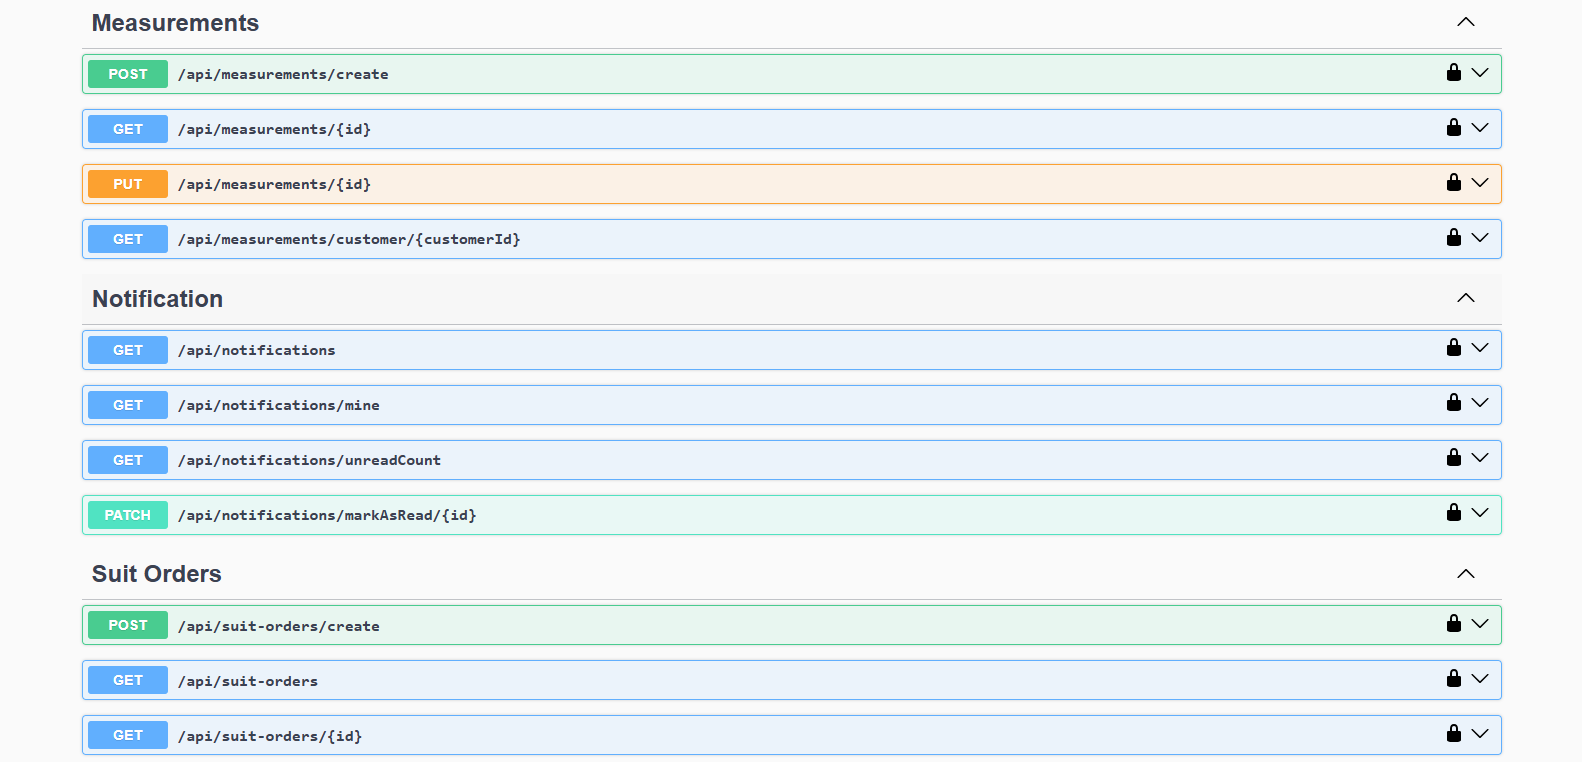 Measurements
POST /api/measurements/create
GET /api/measurements/{id}
PUT /api/measurements/{id}
GET /api/measurements/customer/{customerId}
Notification
GET /api/notifications
GET /api/notifications/mine
GET /api/notifications/unreadCount
PATCH /api/notifications/markAsRead/{id}
Suit Orders
POST /api/suit-orders/create
GET /api/suit-orders
GET /api/suit-orders/{id}